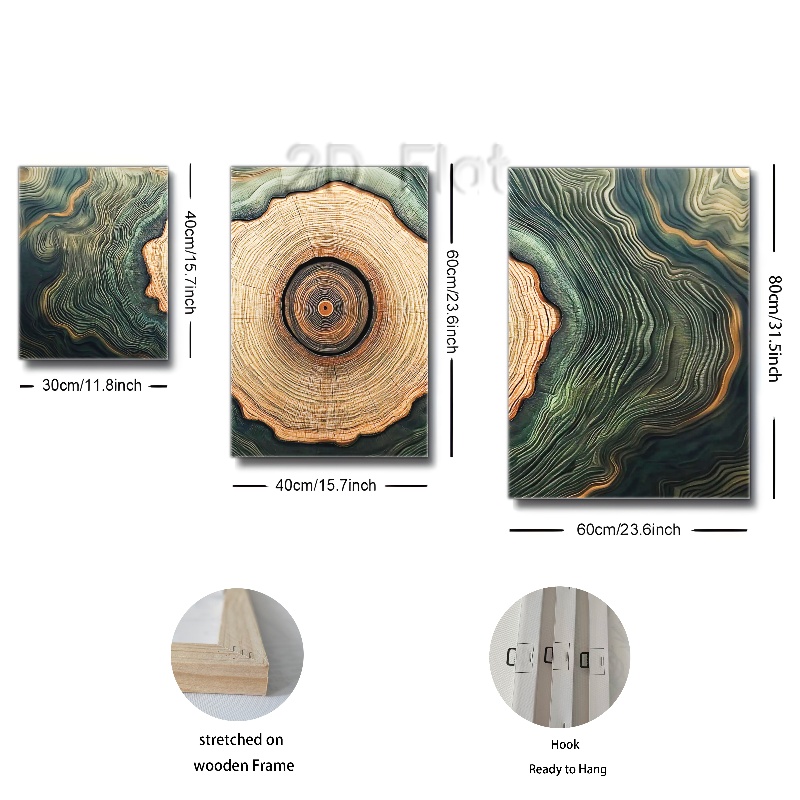 2D Flat
40cm/15.7inch
60cm/23.6inch
80cm/31.5inch
30cm/11.8inch
40cm/15.7inch
60cm/23.6inch
stretched on
wooden Frame
Hook
Ready to Hang